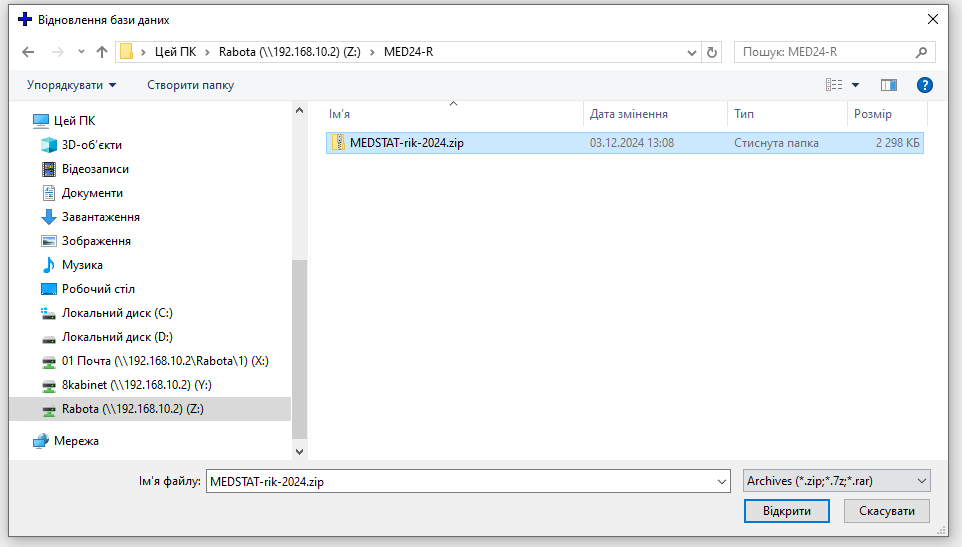 Відновлення бази даних
Цей ПК
Rabota (\\192.168.10.2) (Z:)
MED24-R
Пошук: MED24-R
Упорядкувати
Створити папку
Ім'я
Дата змінення
Тип
Розмір
MEDSTAT-rik-2024.zip
03.12.2024 13:08
Стиснута папка
2 298 КБ
Цей ПК
3D-об'єкти
Відеозаписи
Документи
Завантаження
Зображення
Музика
Робочий стіл
Локальний диск (C:)
Локальний диск (D:)
01 Почта (\\192.168.10.2\Rabota\1) (X:)
8kabinet (\\192.168.10.2) (Y:)
Rabota (\\192.168.10.2) (Z:)
Мережа
Ім'я файлу:
MEDSTAT-rik-2024.zip
Archives (*.zip;*.7z;*.rar)
Відкрити
Скасувати